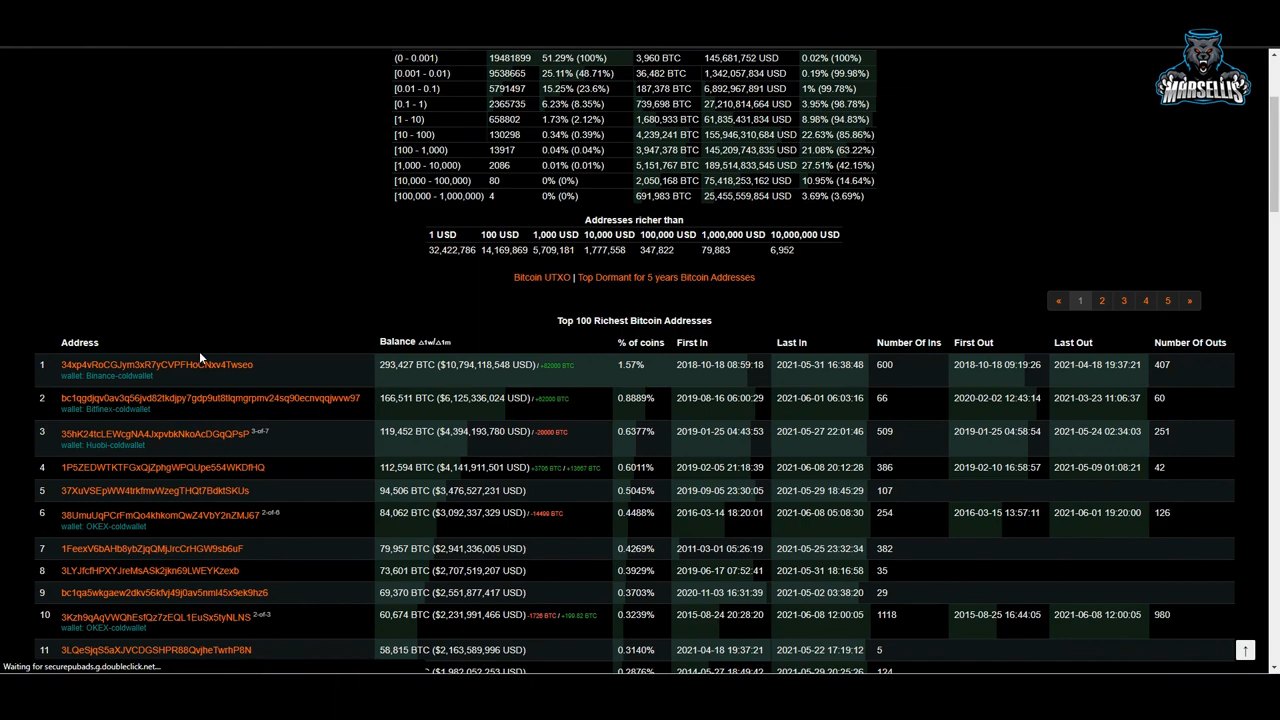 MARSELLIS
(0 - 0.001) 19481899 51.29% (100%) 3,960 BTC 145,681,752 USD 0.02% (100%)
[0.001 - 0.01) 9538665 25.11% (48.71%) 36,482 BTC 1,342,057,834 USD 0.19% (99.98%)
[0.01 - 0.1) 5791497 15.25% (23.6%) 187,378 BTC 6,892,967,891 USD 1% (99.78%)
[0.1 - 1) 2365735 6.23% (8.35%) 739,698 BTC 27,210,814,664 USD 3.95% (98.78%)
[1 - 10) 658802 1.73% (2.12%) 1,680,933 BTC 61,835,431,834 USD 8.98% (94.83%)
[10 - 100) 130298 0.34% (0.39%) 4,239,241 BTC 155,946,310,684 USD 22.63% (85.86%)
[100 - 1,000) 13917 0.04% (0.04%) 3,947,378 BTC 145,209,743,835 USD 21.08% (63.22%)
[1,000 - 10,000) 2086 0.01% (0.01%) 5,151,767 BTC 189,514,833,545 USD 27.51% (42.15%)
[10,000 - 100,000) 80 0% (0%) 2,050,168 BTC 75,418,253,162 USD 10.95% (14.64%)
[100,000 - 1,000,000) 4 0% (0%) 691,983 BTC 25,455,559,854 USD 3.69% (3.69%)
Addresses richer than
1 USD 100 USD 1,000 USD 10,000 USD 100,000 USD 1,000,000 USD 10,000,000 USD
32,422,786 14,169,869 5,709,181 1,777,558 347,822 79,883 6,952
Bitcoin UTXO | Top Dormant for 5 years Bitcoin Addresses
« 1 2 3 4 5 »
Top 100 Richest Bitcoin Addresses
Address Balance △1w/△1m % of coins First In Last In Number Of Ins First Out Last Out Number Of Outs
1 34xp4vRoCGJym3xR7yCVPFHoCNxv4Twseo 293,427 BTC ($10,794,118,548 USD) / +82000 BTC 1.57% 2018-10-18 08:59:18 2021-05-31 16:38:48 600 2018-10-18 09:19:26 2021-04-18 19:37:21 407
wallet: Binance-coldwallet
2 bc1qgdjqv0av3q56jvd82tkdjpy7gdp9ut8tlqmgrpmv24sq90ecnvqqjwvw97 166,511 BTC ($6,125,336,024 USD) / +62000 BTC 0.8889% 2019-08-16 06:00:29 2021-06-01 06:03:16 66 2020-02-02 12:43:14 2021-03-23 11:06:37 60
wallet: Bitfinex-coldwallet
3 35hK24tcLEWcgNA4JxpvbkNkoAcDGqQPsP 3-of-7 119,452 BTC ($4,394,193,780 USD) / -20000 BTC 0.6377% 2019-01-25 04:43:53 2021-05-27 22:01:46 509 2019-01-25 04:58:54 2021-05-24 02:34:03 251
wallet: Huobi-coldwallet
4 1P5ZEDWTKTFGxQjZphgWPQUpe554WKDfHQ 112,594 BTC ($4,141,911,501 USD) +3706 BTC / +13667 BTC 0.6011% 2019-02-05 21:18:39 2021-06-08 20:12:28 386 2019-02-10 16:58:57 2021-05-09 01:08:21 42
5 37XuVSEpWW4trkfmvWzegTHQt7BdktSKUs 94,506 BTC ($3,476,527,231 USD) 0.5045% 2019-09-05 23:30:05 2021-05-29 18:45:29 107
6 38UmuUqPCrFmQo4khkomQwZ4VbY2nZMJ67 2-of-6 84,062 BTC ($3,092,337,329 USD) / -14498 BTC 0.4488% 2016-03-14 18:20:01 2021-06-08 05:08:30 254 2016-03-15 13:57:11 2021-06-01 19:20:00 126
wallet: OKEX-coldwallet
7 1FeexV6bAHb8ybZjqQMjJrcCrHGW9sb6uF 79,957 BTC ($2,941,336,005 USD) 0.4269% 2011-03-01 05:26:19 2021-05-25 23:32:34 382
8 3LYJfcfHPXYJreMsASk2jkn69LWEYKzexb 73,601 BTC ($2,707,519,207 USD) 0.3929% 2019-06-17 07:52:41 2021-05-31 18:16:58 35
9 bc1qa5wkgaew2dkv56kfvj49j0av5nml45x9ek9hz6 69,370 BTC ($2,551,877,417 USD) 0.3703% 2020-11-03 16:31:39 2021-05-02 03:38:20 29
10 3Kzh9qAqVWQhEsfQz7zEQL1EuSx5tyNLNS 2-of-3 60,674 BTC ($2,231,991,466 USD) -1726 BTC / +199.82 BTC 0.3239% 2015-08-24 20:28:20 2021-06-08 12:00:05 1118 2015-08-25 16:44:05 2021-06-08 12:00:05 980
wallet: OKEX-coldwallet
11 3LQeSjqS5aXJVCDGSHPR88QvjheTwrhP8N 58,815 BTC ($2,163,589,996 USD) 0.3140% 2021-04-18 19:37:21 2021-05-22 17:19:12 5
Waiting for securepubads.g.doubleclick.net...